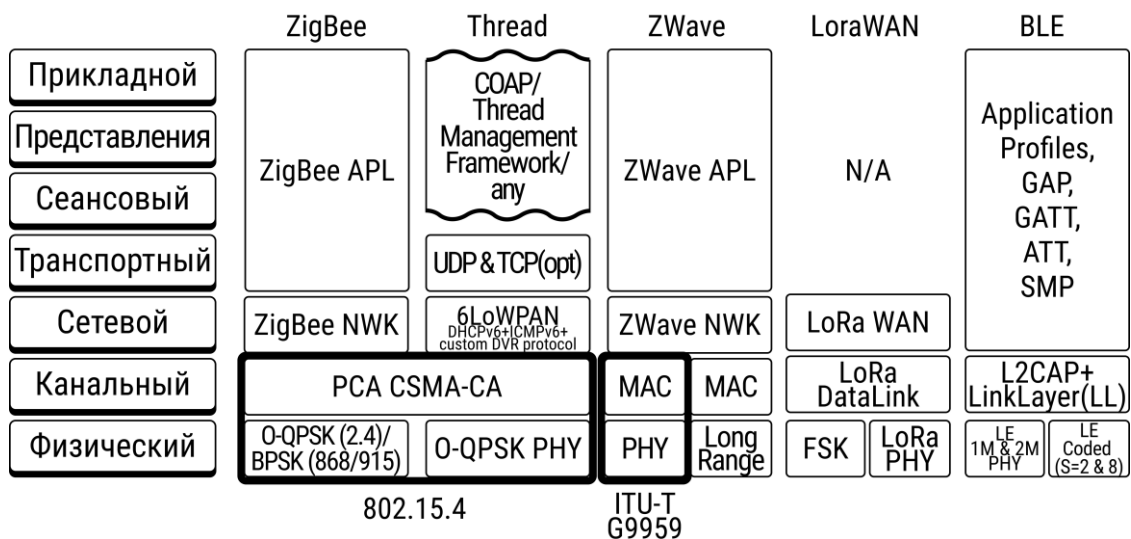 ZigBee
Thread
ZWave
LoraWAN
BLE
Прикладной
Представления
Сеансовый
Транспортный
Сетевой
Канальный
Физический
ZigBee APL
COAP/
Thread
Management
Framework/
any
ZWave APL
N/A
Application
Profiles,
GAP,
GATT,
ATT,
SMP
UDP & TCP(opt)
ZigBee NWK
6LoWPAN
DHCPv6+ICMPv6+
custom DVR protocol
ZWave NWK
LoRa WAN
PCA CSMA-CA
MAC
MAC
LoRa
DataLink
L2CAP+
LinkLayer(LL)
O-QPSK (2.4)/
BPSK (868/915)
O-QPSK PHY
PHY
Long
Range
FSK
LoRa
PHY
LE
1M & 2M
PHY
LE
Coded
(S=2 & 8)
802.15.4
ITU-T
G9959